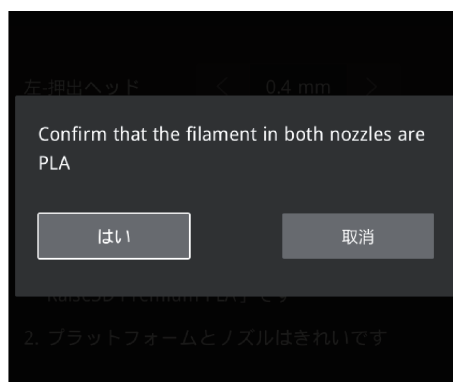 左-押出ヘッド < 0.4 mm >
Confirm that the filament in both nozzles are
PLA
はい 取消
2. プラットフォームとノズルはきれいです